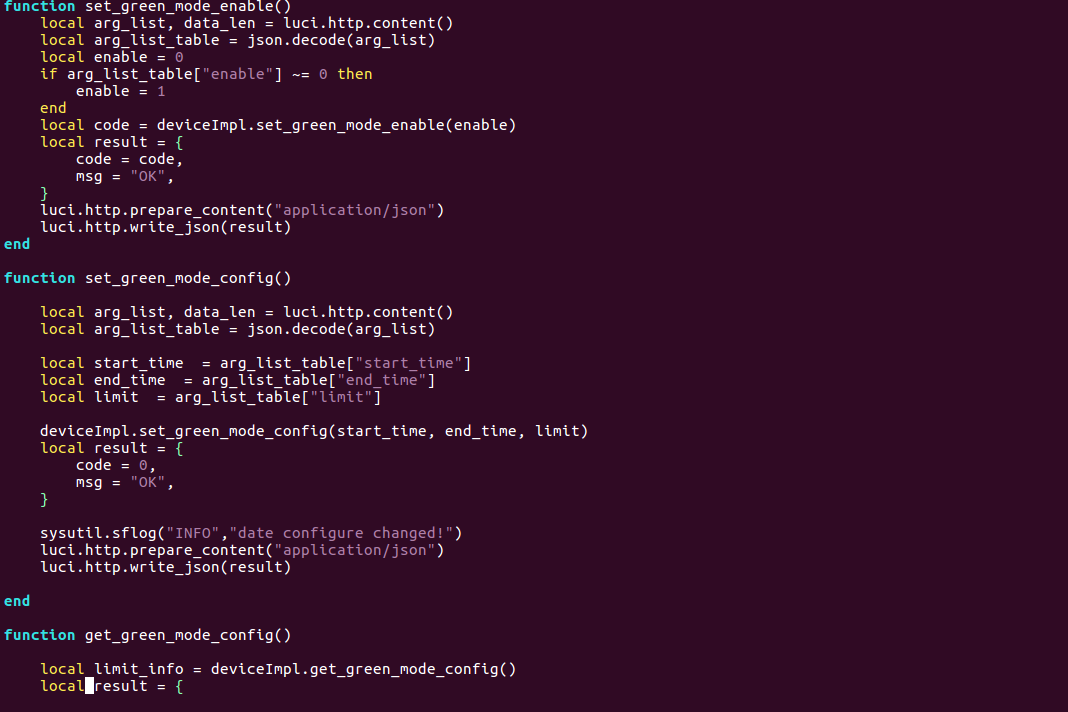 function set_green_mode_enable()
    local arg_list, data_len = luci.http.content()
    local arg_list_table = json.decode(arg_list)
    local enable = 0
    if arg_list_table["enable"] ~= 0 then
        enable = 1
    end
    local code = deviceImpl.set_green_mode_enable(enable)
    local result = {
        code = code,
        msg = "OK",
    }
    luci.http.prepare_content("application/json")
    luci.http.write_json(result)
end

function set_green_mode_config()

    local arg_list, data_len = luci.http.content()
    local arg_list_table = json.decode(arg_list)

    local start_time  = arg_list_table["start_time"]
    local end_time  = arg_list_table["end_time"]
    local limit  = arg_list_table["limit"]

    deviceImpl.set_green_mode_config(start_time, end_time, limit)
    local result = {
        code = 0,
        msg = "OK",
    }

    sysutil.sflog("INFO","date configure changed!")
    luci.http.prepare_content("application/json")
    luci.http.write_json(result)

end

function get_green_mode_config()

    local limit_info = deviceImpl.get_green_mode_config()
    local result = {